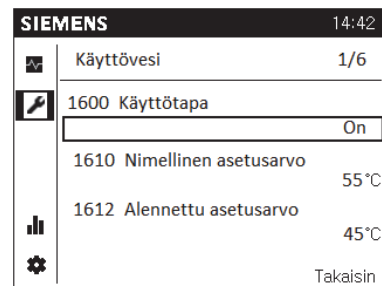 SIEMENS 14:42
Käyttövesi 1/6
1600 Käyttötapa
On
1610 Nimellinen asetusarvo
55°C
1612 Alennettu asetusarvo
45°C
Takaisin